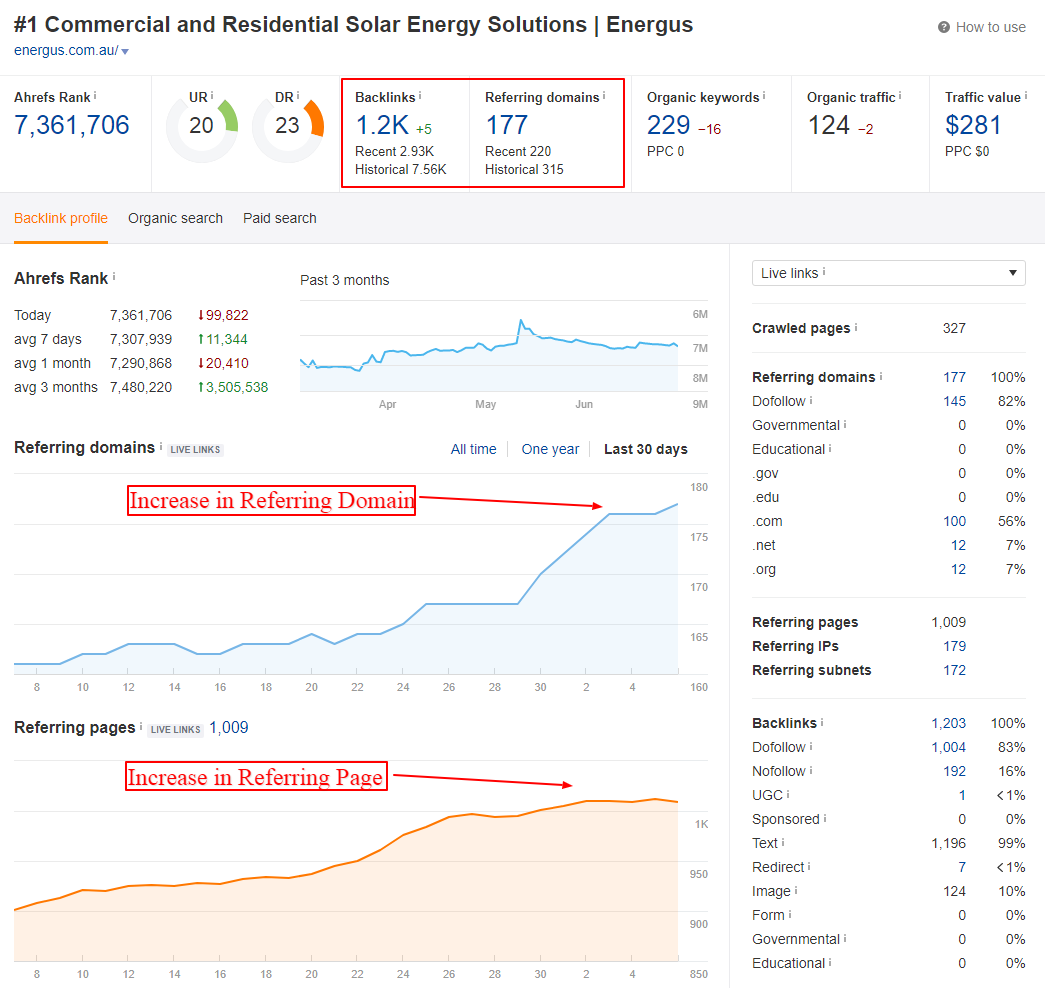 #1 Commercial and Residential Solar Energy Solutions | Energus
How to use
energus.com.au/
Ahrefs Rank i
7,361,706
UR i
20
DR i
23
Backlinks i
1.2K +5
Recent 2.93K
Historical 7.56K
Referring domains i
177
Recent 220
Historical 315
Organic keywords i
229 −16
PPC 0
Organic traffic i
124 −2
Traffic value i
$281
PPC $0
Backlink profile Organic search Paid search
Ahrefs Rank i
Today 7,361,706 ↓99,822
avg 7 days 7,307,939 ↑11,344
avg 1 month 7,290,868 ↓20,410
avg 3 months 7,480,220 ↑3,505,538
Past 3 months
6M
7M
8M
9M
Apr May Jun
Referring domains i LIVE LINKS
All time One year Last 30 days
Increase in Referring Domain
180
175
170
165
160
8 10 12 14 16 18 20 22 24 26 28 30 2 4
Referring pages i LIVE LINKS 1,009
Increase in Referring Page
1K
950
900
850
8 10 12 14 16 18 20 22 24 26 28 30 2 4
Live links i
Crawled pages i 327
Referring domains i 177 100%
Dofollow i 145 82%
Governmental i 0 0%
Educational i 0 0%
.gov 0 0%
.edu 0 0%
.com 100 56%
.net 12 7%
.org 12 7%
Referring pages 1,009
Referring IPs 179
Referring subnets 172
Backlinks i 1,203 100%
Dofollow i 1,004 83%
Nofollow i 192 16%
UGC i 1 <1%
Sponsored i 0 0%
Text i 1,196 99%
Redirect i 7 <1%
Image i 124 10%
Form i 0 0%
Governmental i 0 0%
Educational i 0 0%